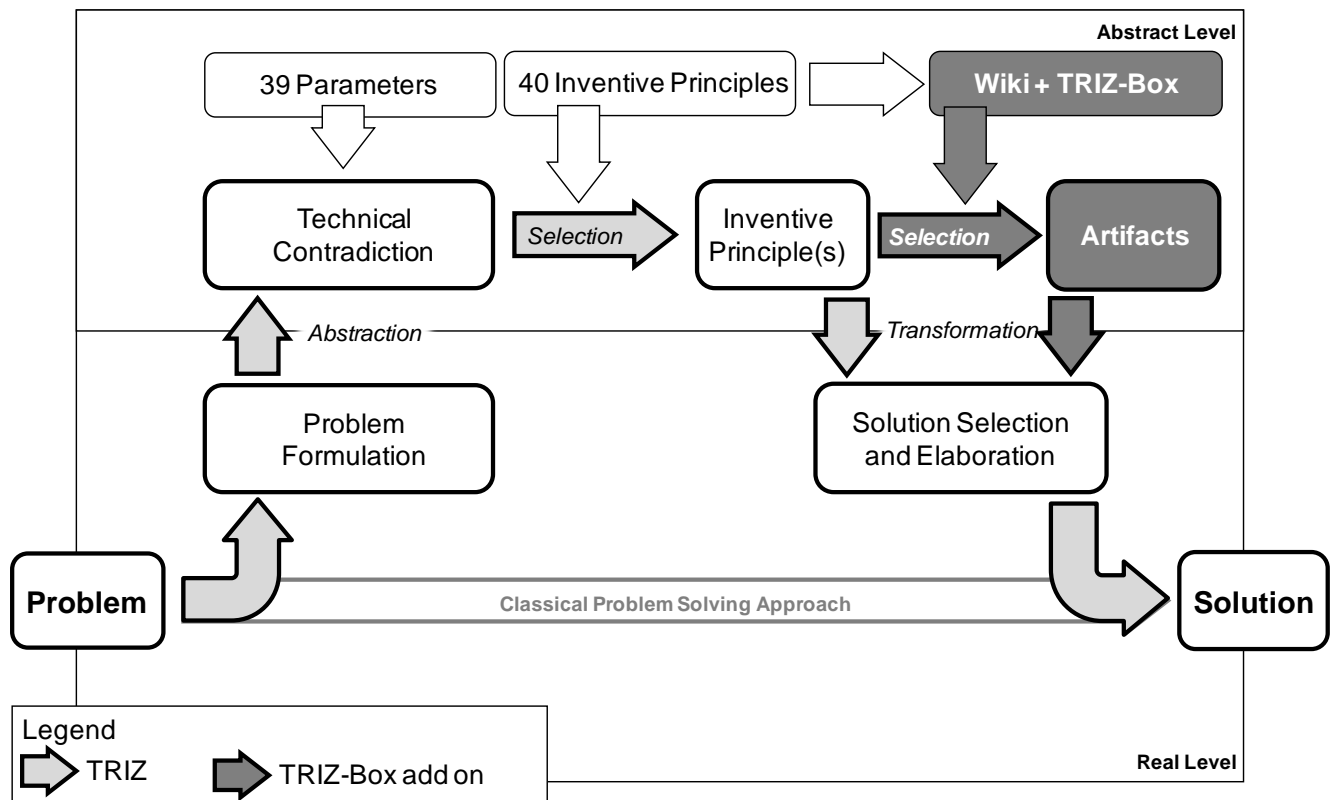 Abstract Level
39 Parameters
40 Inventive Principles
Wiki + TRIZ-Box
Technical
Contradiction
Selection
Inventive
Principle(s)
Selection
Artifacts
Abstraction
Transformation
Problem
Formulation
Solution Selection
and Elaboration
Problem
Classical Problem Solving Approach
Solution
Legend
TRIZ
TRIZ-Box add on
Real Level